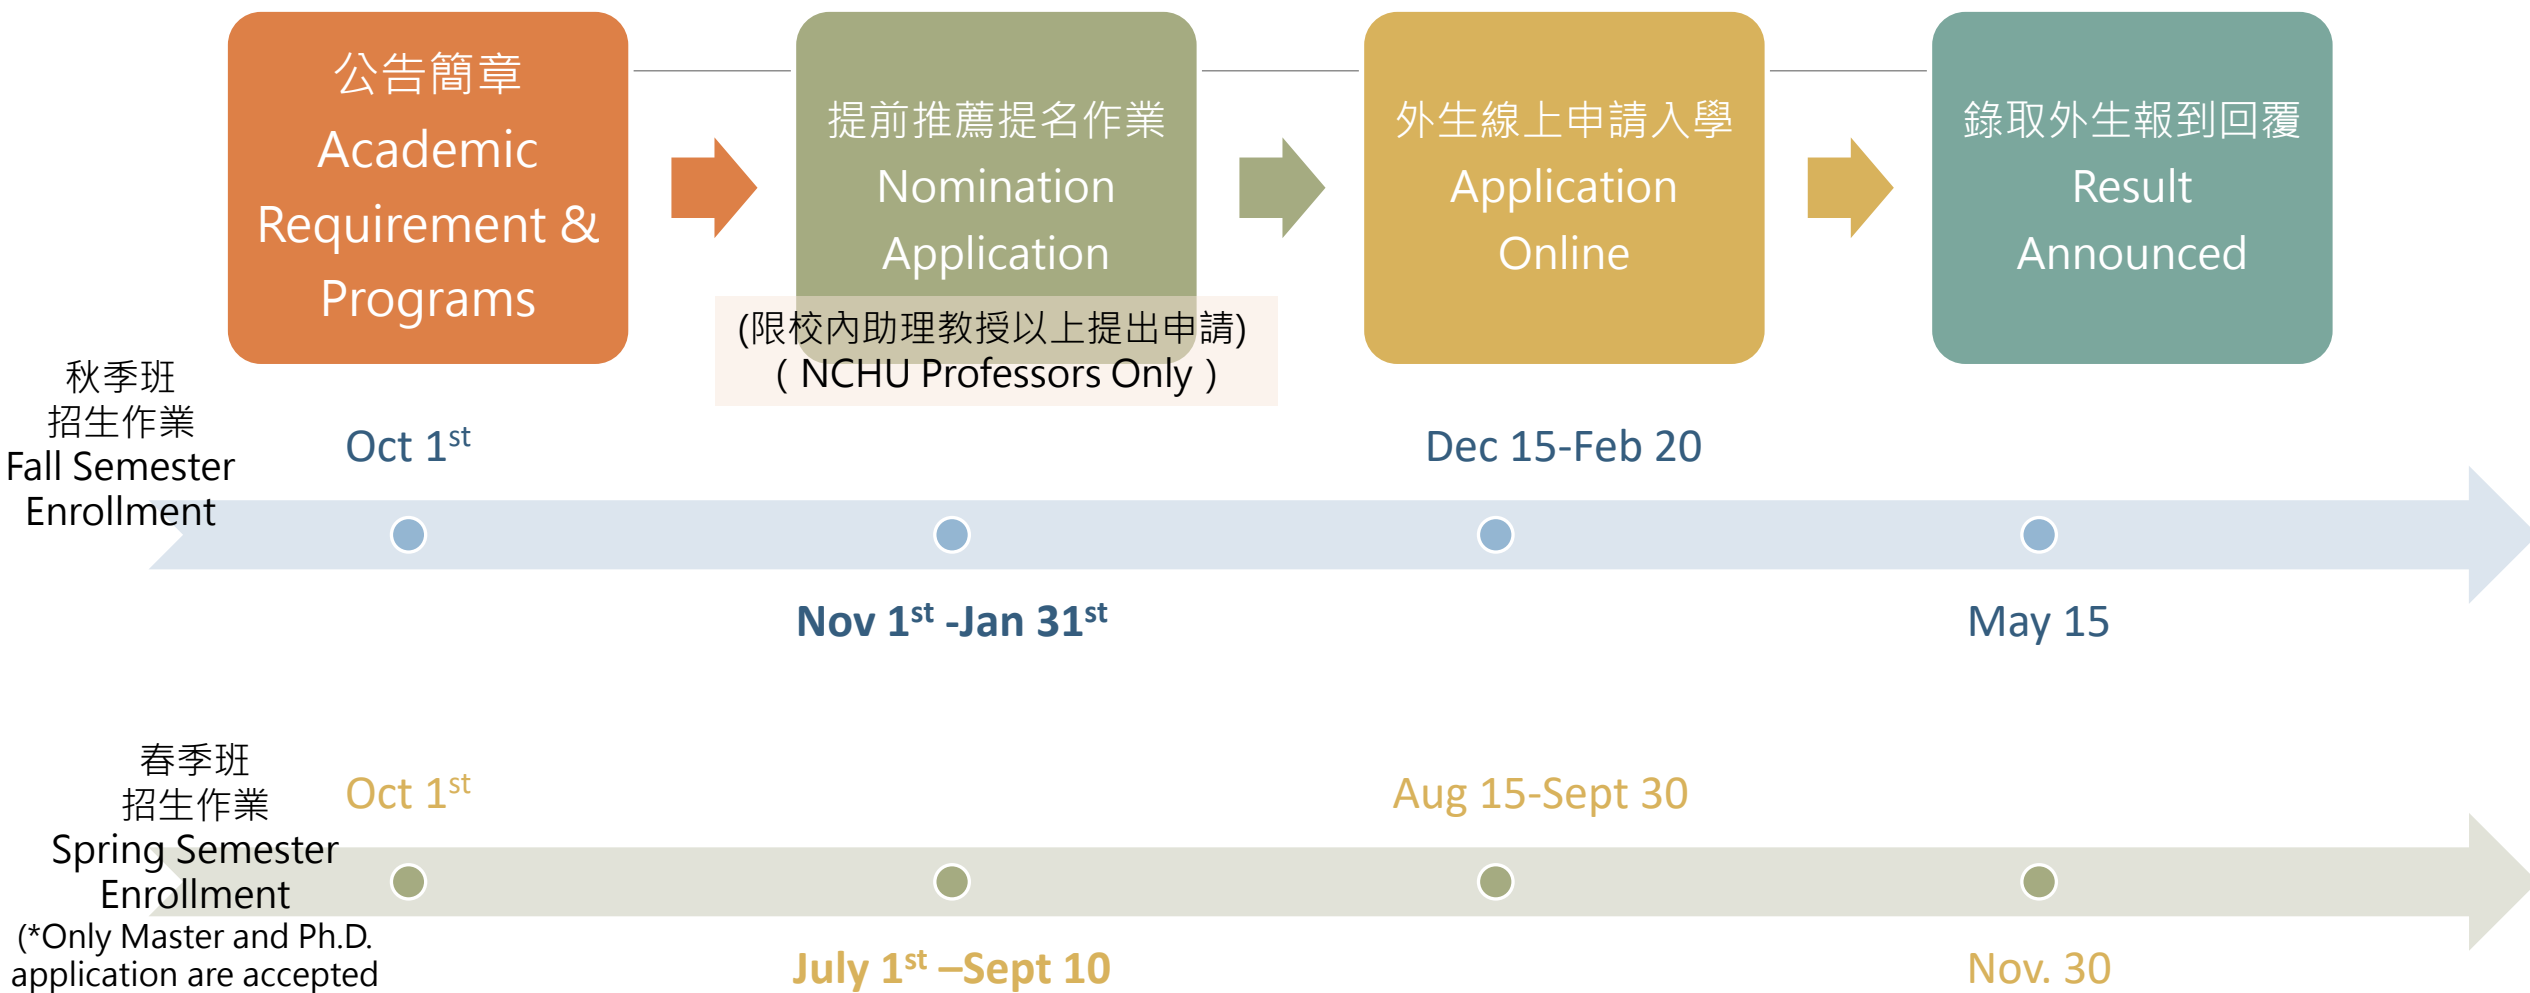 公告簡章
Academic
Requirement &
Programs
提前推薦提名作業
Nomination
Application
(限校內助理教授以上提出申請)
( NCHU Professors Only )
外生線上申請入學
Application
Online
錄取外生報到回覆
Result
Announced
秋季班
招生作業
Fall Semester
Enrollment
Oct 1st
Nov 1st -Jan 31st
Dec 15-Feb 20
May 15
春季班
招生作業
Spring Semester
Enrollment
(*Only Master and Ph.D.
application are accepted
Oct 1st
July 1st –Sept 10
Aug 15-Sept 30
Nov. 30